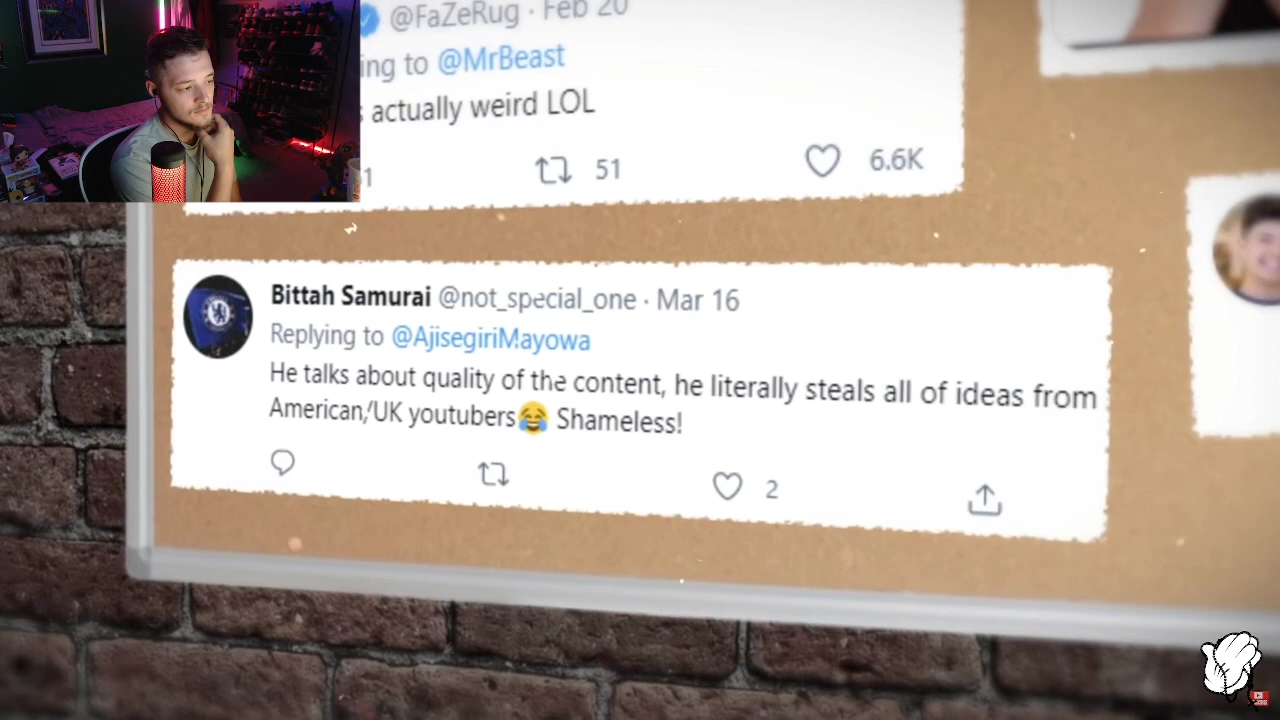 @FaZeRug · Feb 20
ing to @MrBeast
actually weird LOL
1 51 6.6K
Bittah Samurai @not_special_one · Mar 16
Replying to @AjisegiriMayowa
He talks about quality of the content, he literally steals all of ideas from
American,/UK youtubers😂 Shameless!
2